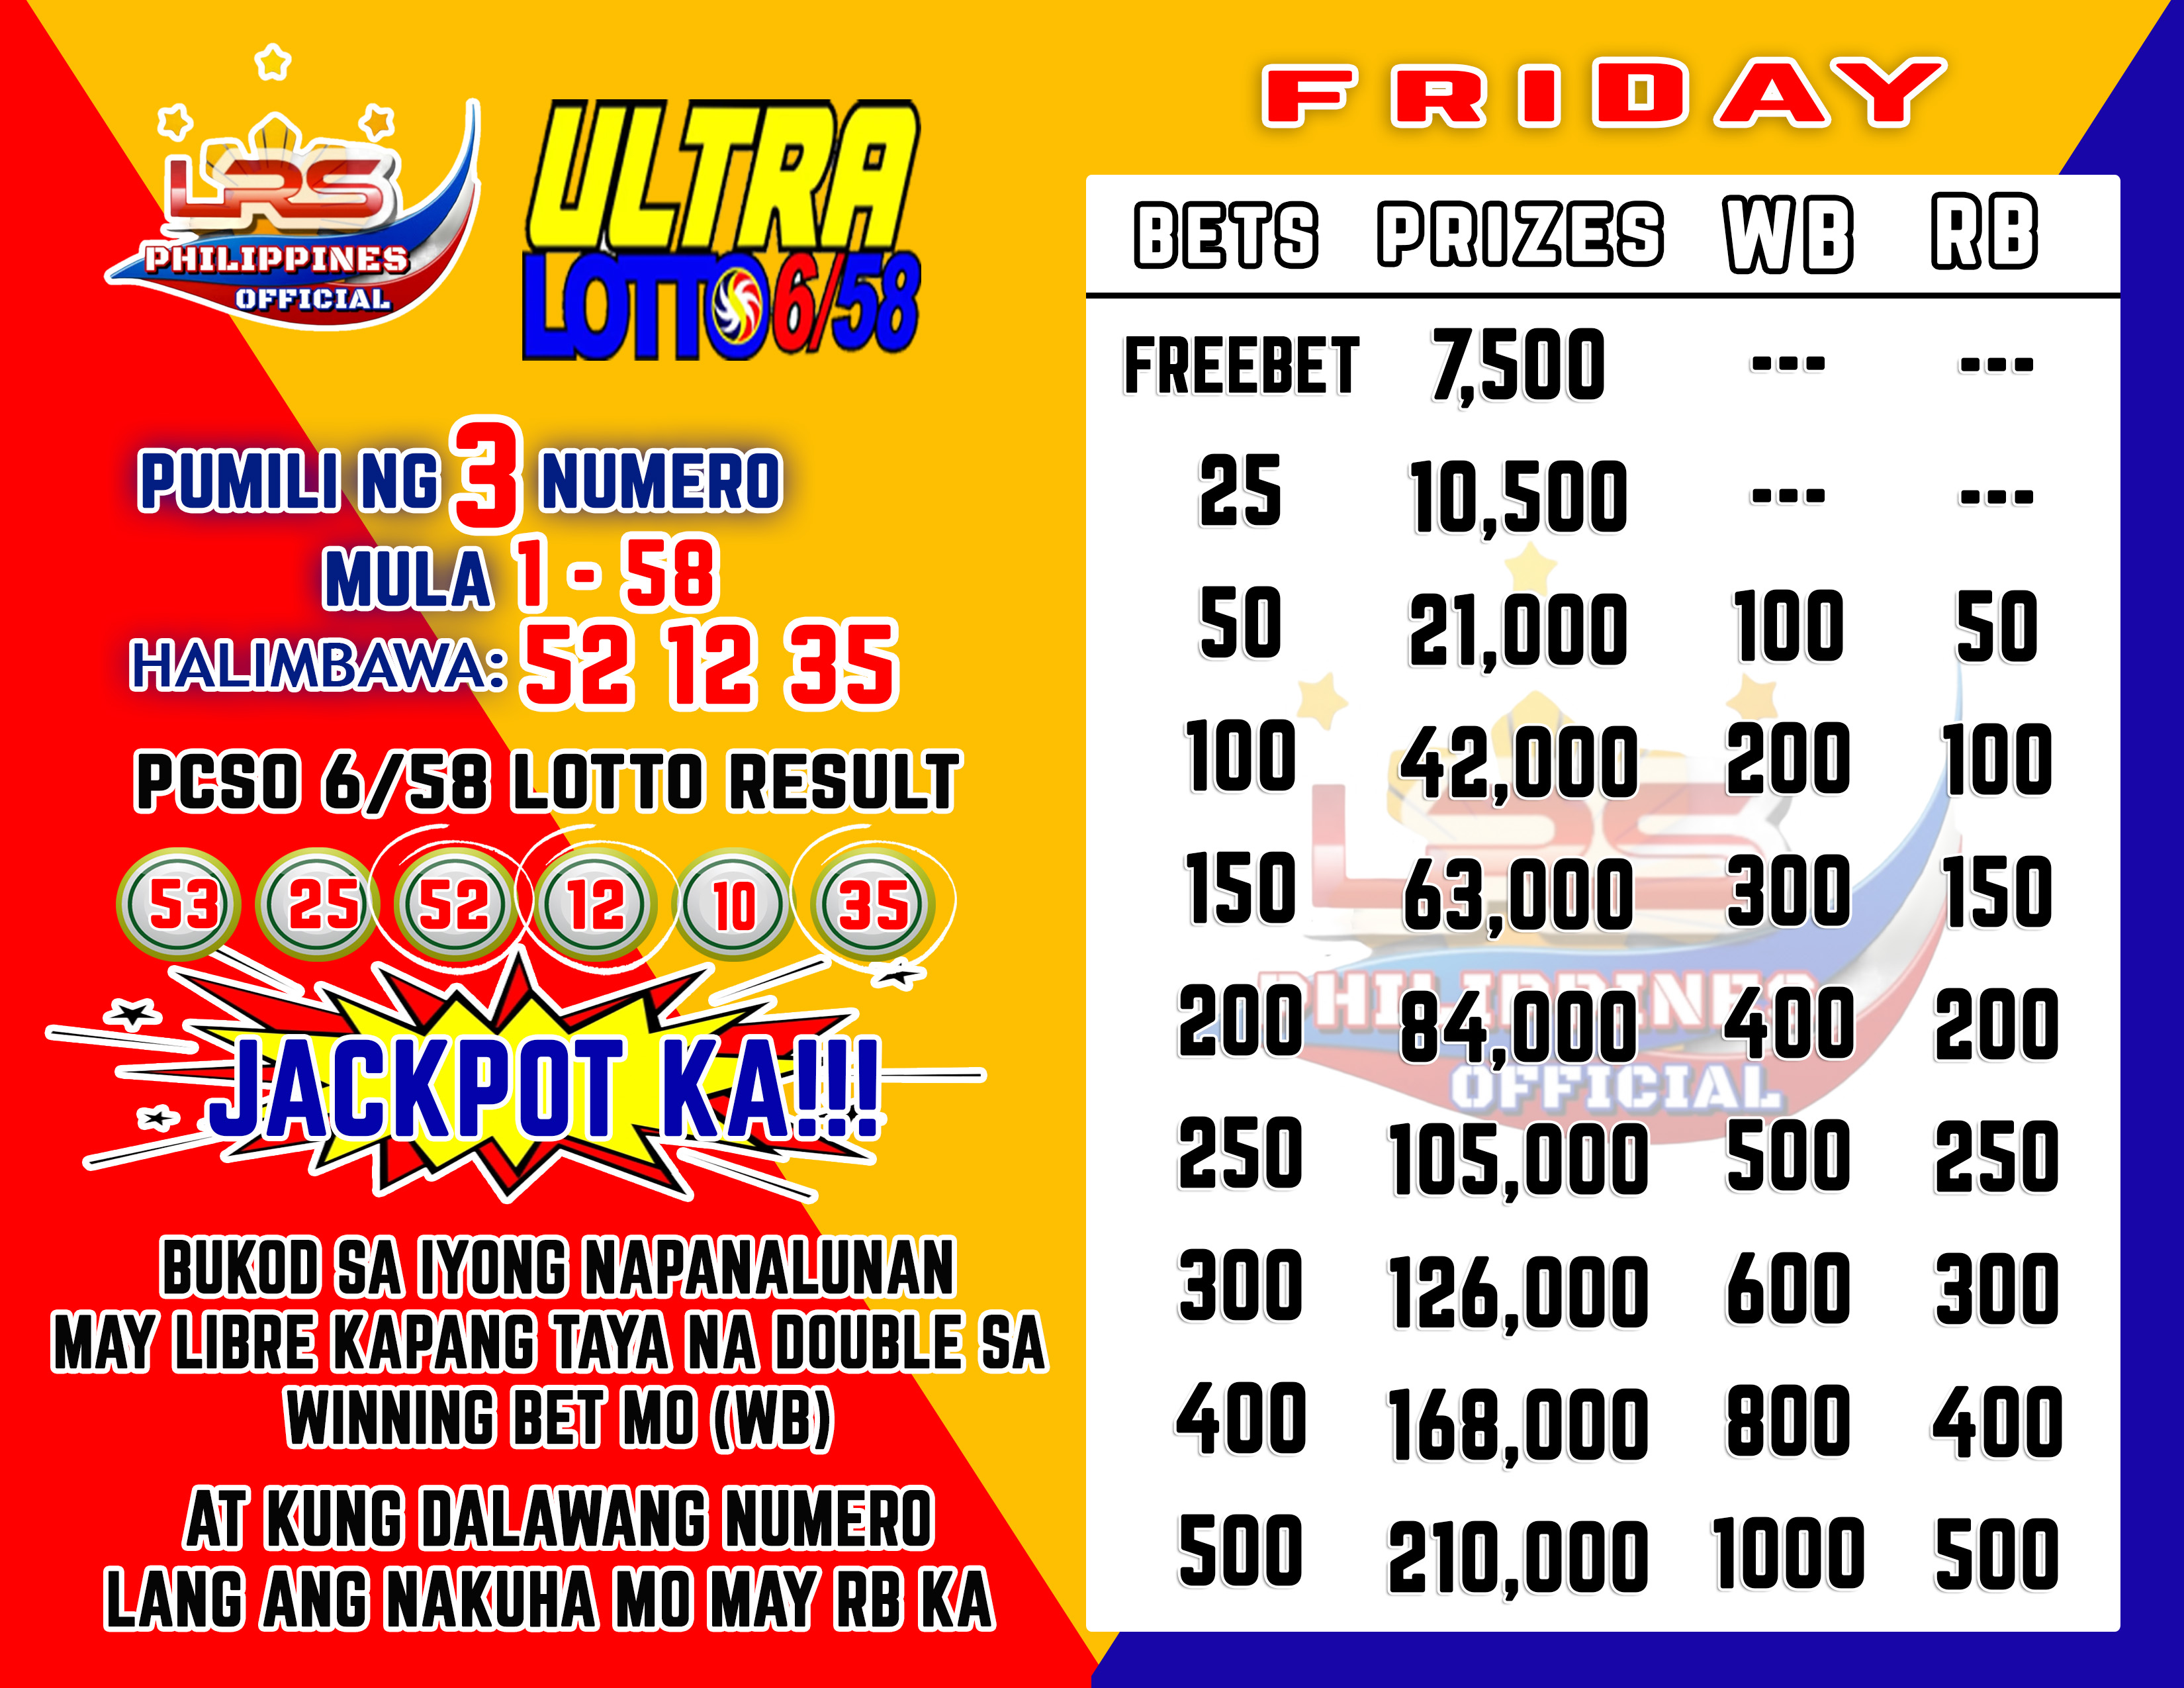 LRS
PHILIPPINES
OFFICIAL
ULTRA
LOTTO 6/58
PUMILI NG 3 NUMERO
MULA 1 - 58
HALIMBAWA: 52 12 35
PCSO 6/58 LOTTO RESULT
53 25 52 12 10 35
JACKPOT KA!!!
BUKOD SA IYONG NAPANALUNAN
MAY LIBRE KAPANG TAYA NA DOUBLE SA
WINNING BET MO (WB)
AT KUNG DALAWANG NUMERO
LANG ANG NAKUHA MO MAY RB KA
FRIDAY
BETS PRIZES WB RB
FREEBET 7,500 --- ---
25 10,500 --- ---
50 21,000 100 50
100 42,000 200 100
150 63,000 300 150
200 84,000 400 200
250 105,000 500 250
300 126,000 600 300
400 168,000 800 400
500 210,000 1000 500
LRS
PHILIPPINES
OFFICIAL